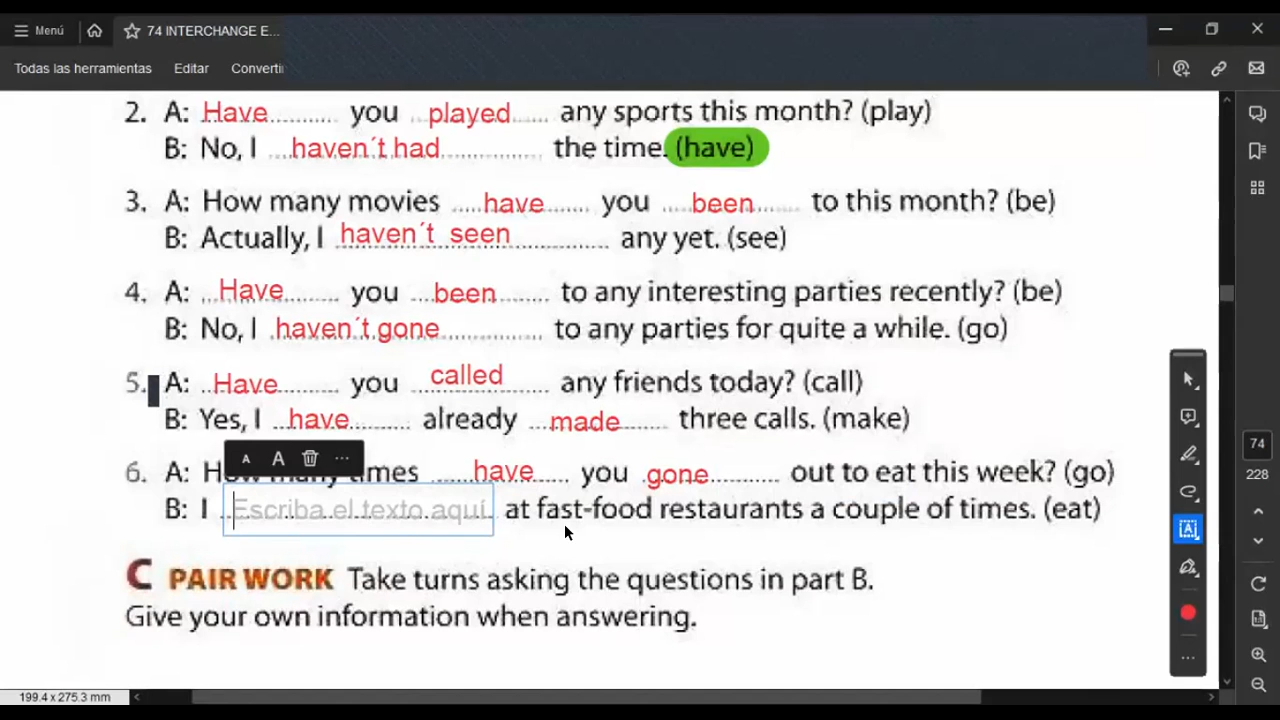 Menú 74 INTERCHANGE E...
Todas las herramientas Editar Convertir
2. A: Have you played any sports this month? (play)
B: No, I haven´t had the time. (have)
3. A: How many movies have you been to this month? (be)
B: Actually, I haven´t seen any yet. (see)
4. A: Have you been to any interesting parties recently? (be)
B: No, I haven´t gone to any parties for quite a while. (go)
5. A: Have you called any friends today? (call)
B: Yes, I have already made three calls. (make)
A A ...
6. A: How many times have you gone out to eat this week? (go)
B: I Escriba el texto aquí at fast-food restaurants a couple of times. (eat)
C PAIR WORK Take turns asking the questions in part B.
Give your own information when answering.
74
228
199.4 x 275.3 mm